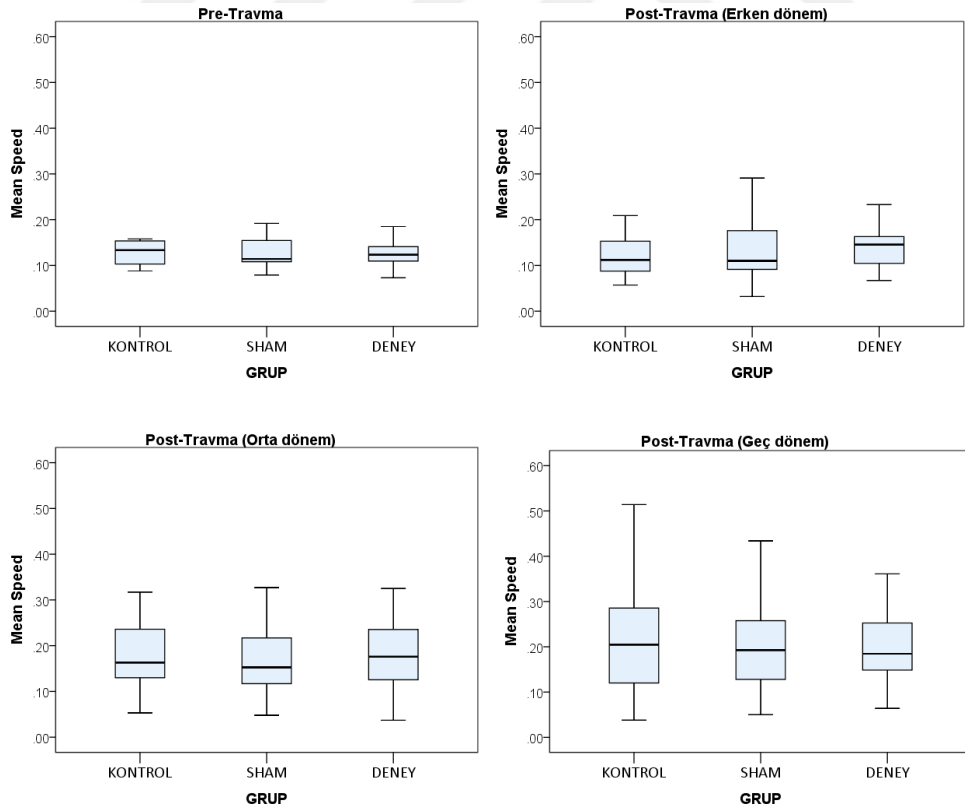 Pre-Travma
.60
.50
.40
.30
.20
.10
.00
Mean Speed
KONTROL SHAM DENEY
GRUP
Post-Travma (Erken dönem)
.60
.50
.40
.30
.20
.10
.00
Mean Speed
KONTROL SHAM DENEY
GRUP
Post-Travma (Orta dönem)
.60
.50
.40
.30
.20
.10
.00
Mean Speed
KONTROL SHAM DENEY
GRUP
Post-Travma (Geç dönem)
.60
.50
.40
.30
.20
.10
.00
Mean Speed
KONTROL SHAM DENEY
GRUP